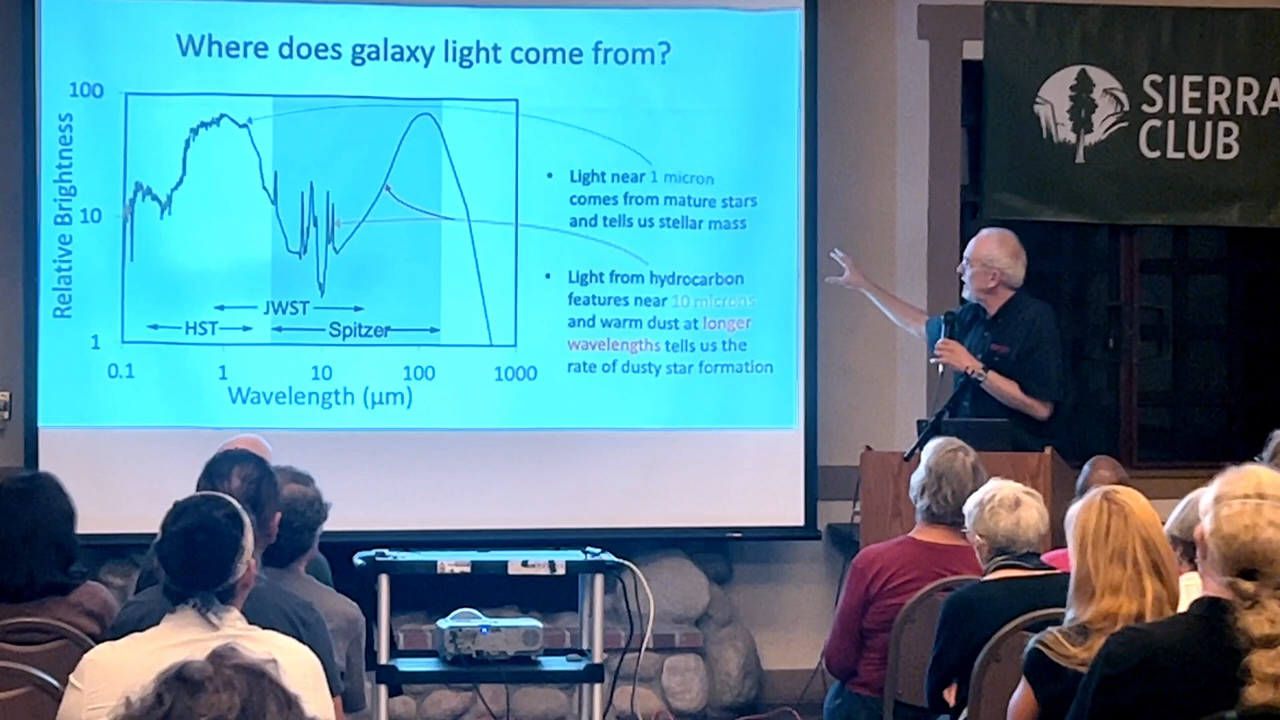 Where does galaxy light come from?
100
10
1
Relative Brightness
JWST
HST
Spitzer
0.1
1
10
100
1000
Wavelength (μm)
• Light near 1 micron
comes from mature stars
and tells us stellar mass
• Light from hydrocarbon
features near 10 microns
and warm dust at longer
wavelengths tells us the
rate of dusty star formation
SIERRA
CLUB